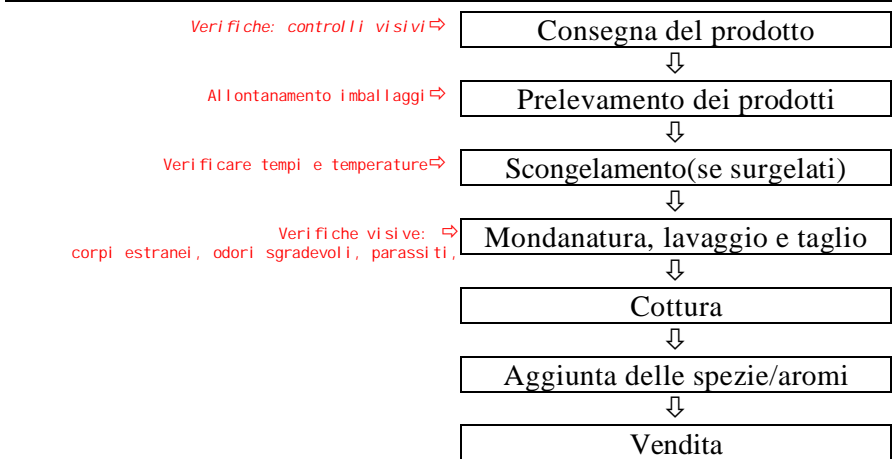 Verifiche: controlli visivi⇨ Consegna del prodotto
⇩
Allontanamento imballaggi⇨ Prelevamento dei prodotti
⇩
Verificare tempi e temperature⇨ Scongelamento(se surgelati)
⇩
Verifiche visive: ⇨ Mondanatura, lavaggio e taglio
corpi estranei, odori sgradevoli, parassiti,
⇩
Cottura
⇩
Aggiunta delle spezie/aromi
⇩
Vendita